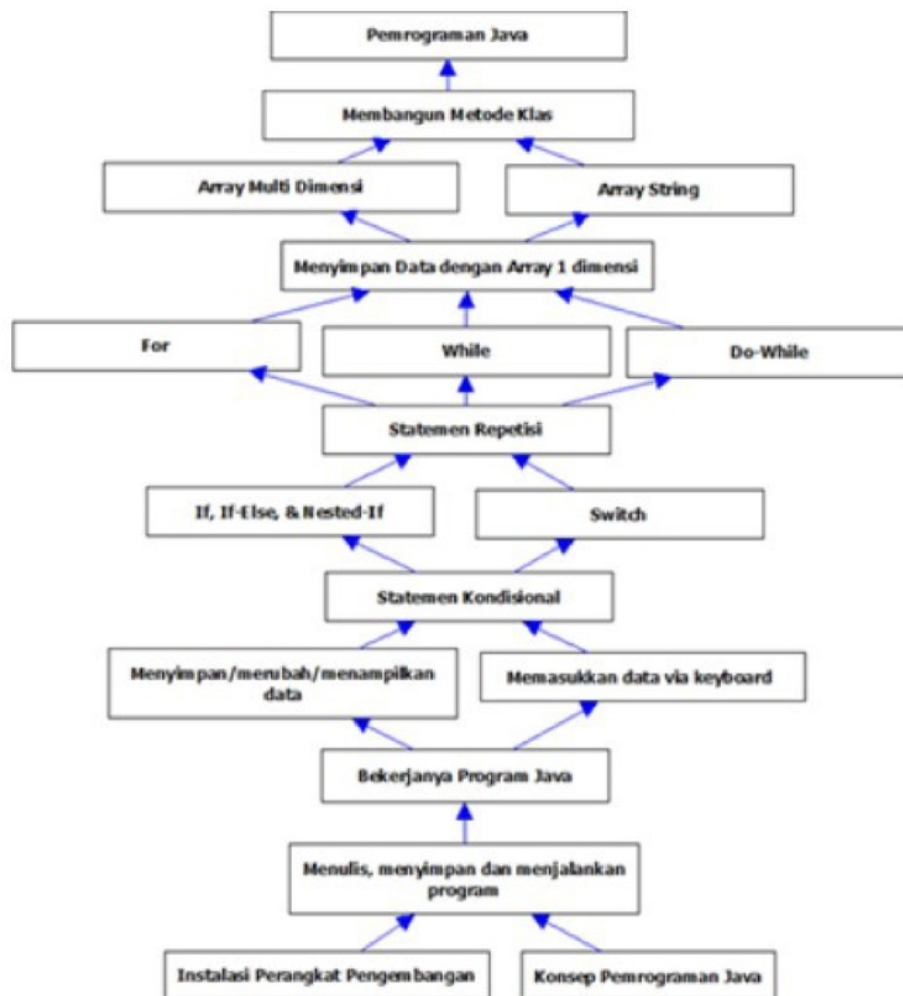 Pemrograman Java
Membangun Metode Klas
Array Multi Dimensi
Array String
Menyimpan Data dengan Array 1 dimensi
For
While
Do-While
Statemen Repetisi
If, If-Else, & Nested-If
Switch
Statemen Kondisional
Menyimpan/merubah/menampilkan
data
Memasukkan data via keyboard
Bekerjanya Program Java
Menulis, menyimpan dan menjalankan
program
Instalasi Perangkat Pengembangan
Konsep Pemrograman Java